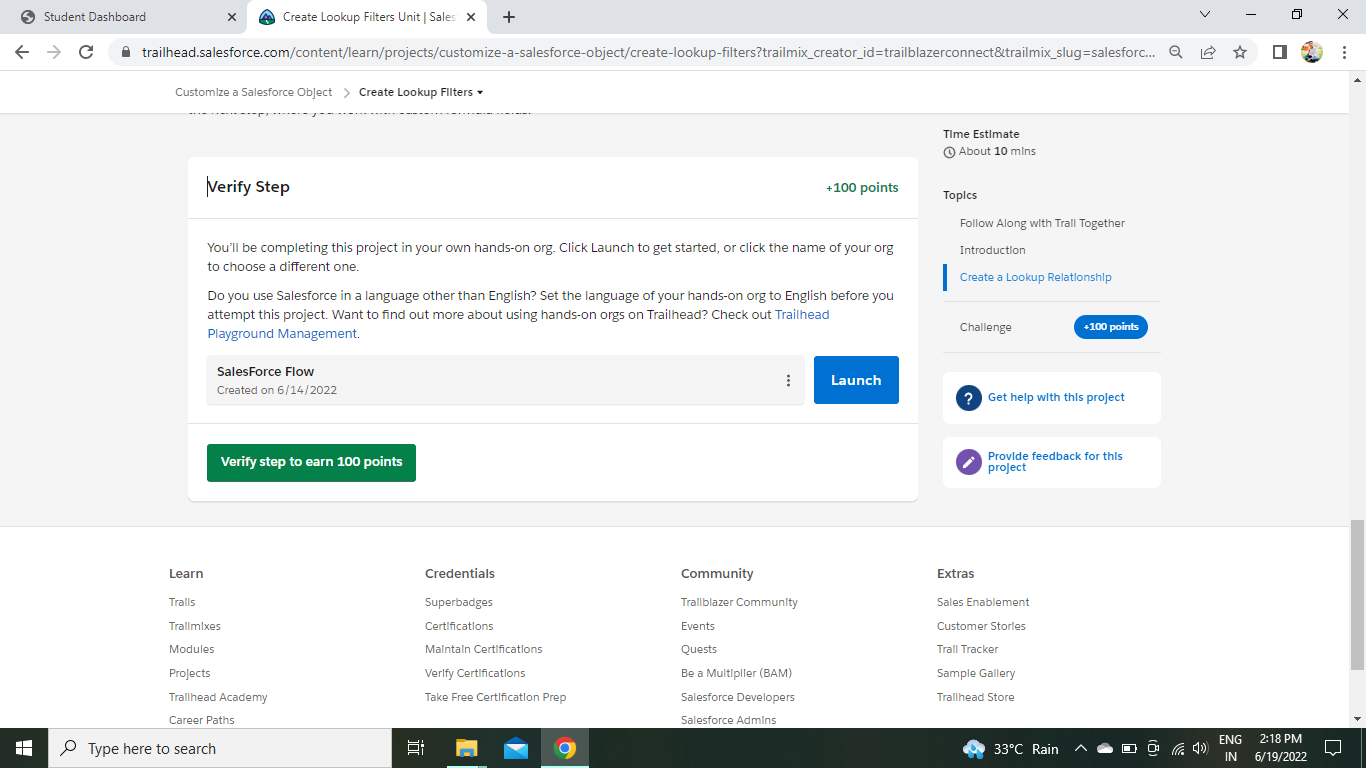 Student Dashboard
Create Lookup Filters Unit | Sales
trailhead.salesforce.com/content/learn/projects/customize-a-salesforce-object/create-lookup-filters?trailmix_creator_id=trailblazerconnect&trailmix_slug=salesforc...
Customize a Salesforce Object
Create Lookup Filters
Time Estimate
About 10 mins
Verify Step
+100 points
You'll be completing this project in your own hands-on org. Click Launch to get started, or click the name of your org
to choose a different one.
Do you use Salesforce in a language other than English? Set the language of your hands-on org to English before you
attempt this project. Want to find out more about using hands-on orgs on Trailhead? Check out Trailhead
Playground Management.
SalesForce Flow
Created on 6/14/2022
Launch
Verify step to earn 100 points
Topics
Follow Along with Trail Together
Introduction
Create a Lookup Relationship
Challenge
+100 points
Get help with this project
Provide feedback for this
project
Learn
Trails
Trailmixes
Modules
Projects
Trailhead Academy
Career Paths
Credentials
Superbadges
Certifications
Maintain Certifications
Verify Certifications
Take Free Certification Prep
Community
Trailblazer Community
Events
Quests
Be a Multiplier (BAM)
Salesforce Developers
Salesforce Admins
Extras
Sales Enablement
Customer Stories
Trail Tracker
Sample Gallery
Trailhead Store
Type here to search
33°C Rain
ENG
IN
2:18 PM
6/19/2022